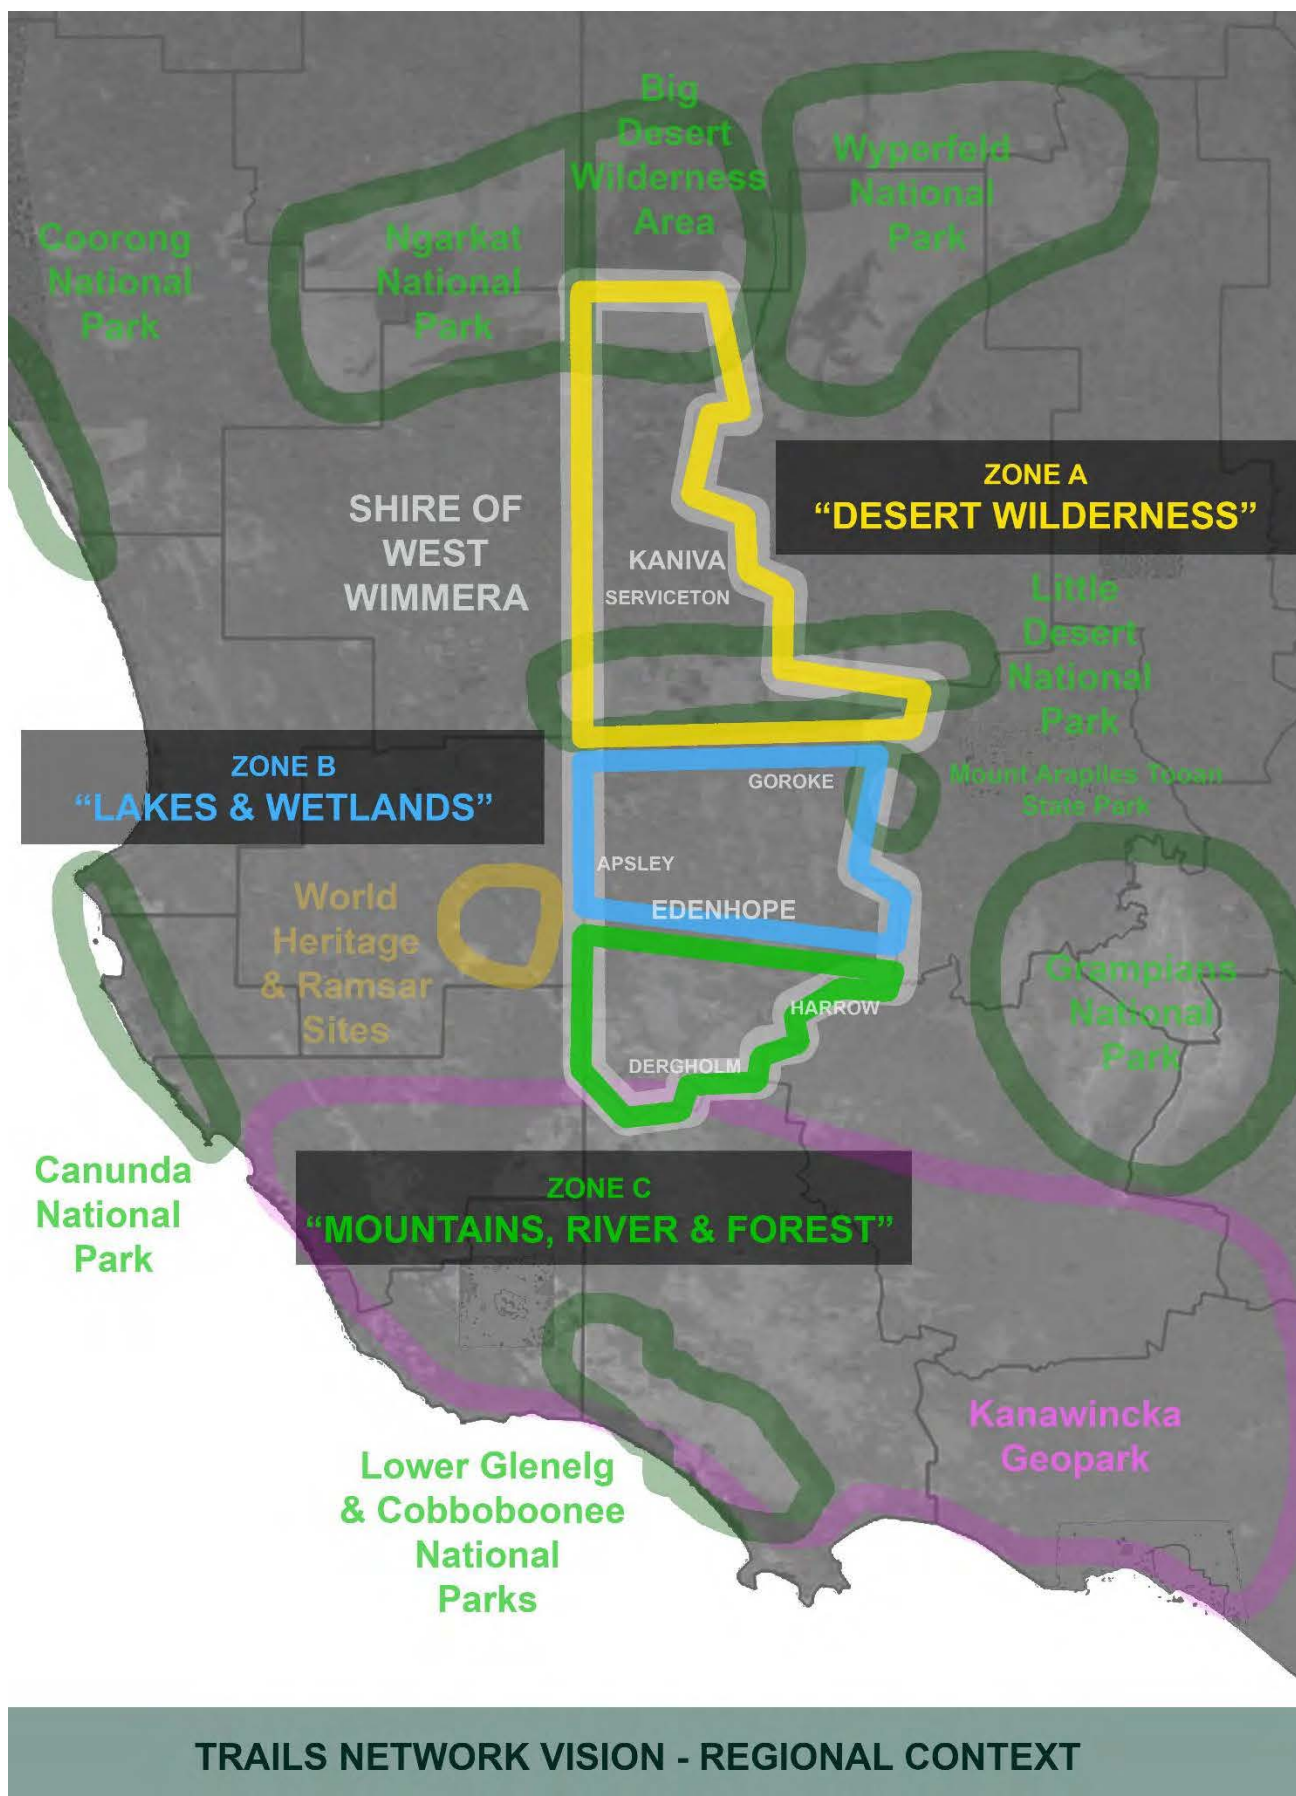 Big
Desert
Wilderness
Area
Wyperfeld
National
Park
Coorong
National
Park
Ngarkat
National
Park
ZONE A
“DESERT WILDERNESS”
SHIRE OF
WEST
WIMMERA
KANIVA
SERVICETON
Little
Desert
National
Park
ZONE B
“LAKES & WETLANDS”
GOROKE
Mount Arapiles Tooan
State Park
APSLEY
EDENHOPE
World
Heritage
& Ramsar
Sites
Grampians
National
Park
HARROW
DERGHOLM
Canunda
National
Park
ZONE C
“MOUNTAINS, RIVER & FOREST”
Kanawincka
Geopark
Lower Glenelg
& Cobboboonee
National
Parks
TRAILS NETWORK VISION - REGIONAL CONTEXT